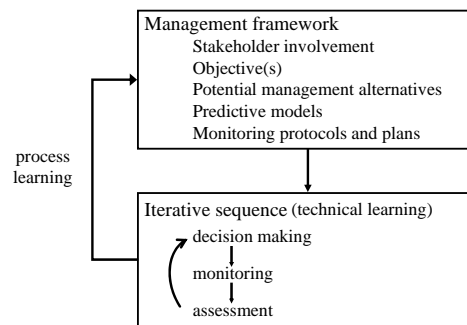 Management framework
Stakeholder involvement
Objective(s)
Potential management alternatives
Predictive models
Monitoring protocols and plans
process
learning
Iterative sequence (technical learning)
decision making
monitoring
assessment